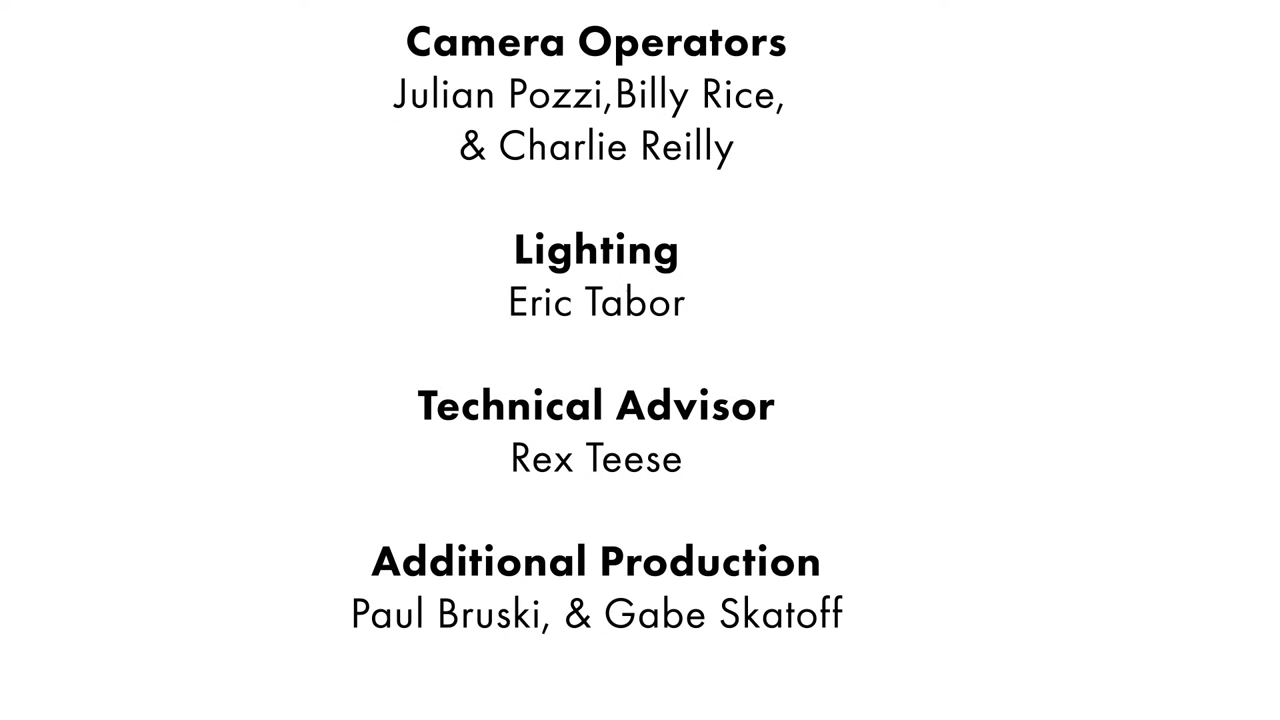 Camera Operators
Julian Pozzi,Billy Rice,
& Charlie Reilly
Lighting
Eric Tabor
Technical Advisor
Rex Teese
Additional Production
Paul Bruski, & Gabe Skatoff